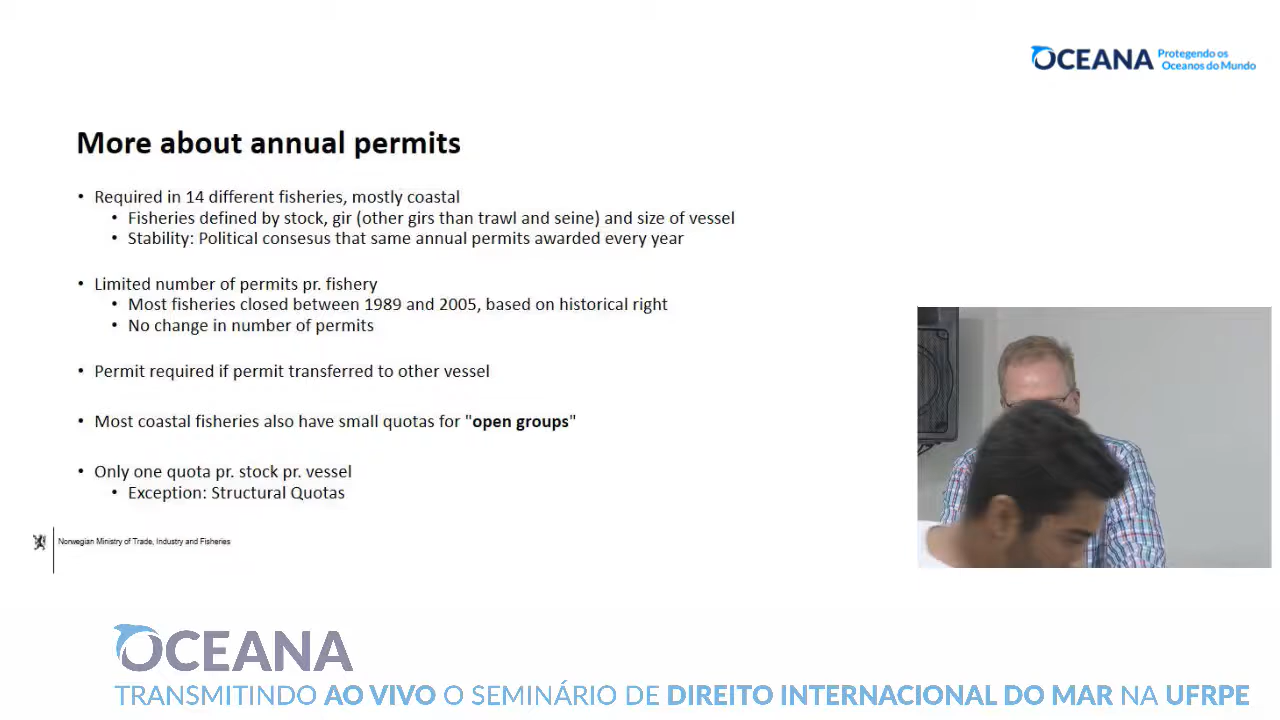 OCEANA Protegendo os
Oceanos do Mundo
More about annual permits
• Required in 14 different fisheries, mostly coastal
• Fisheries defined by stock, gir (other girs than trawl and seine) and size of vessel
• Stability: Political consesus that same annual permits awarded every year
• Limited number of permits pr. fishery
• Most fisheries closed between 1989 and 2005, based on historical right
• No change in number of permits
• Permit required if permit transferred to other vessel
• Most coastal fisheries also have small quotas for "open groups"
• Only one quota pr. stock pr. vessel
• Exception: Structural Quotas
Norwegian Ministry of Trade, Industry and Fisheries
OCEANA
TRANSMITINDO AO VIVO O SEMINÁRIO DE DIREITO INTERNACIONAL DO MAR NA UFRPE